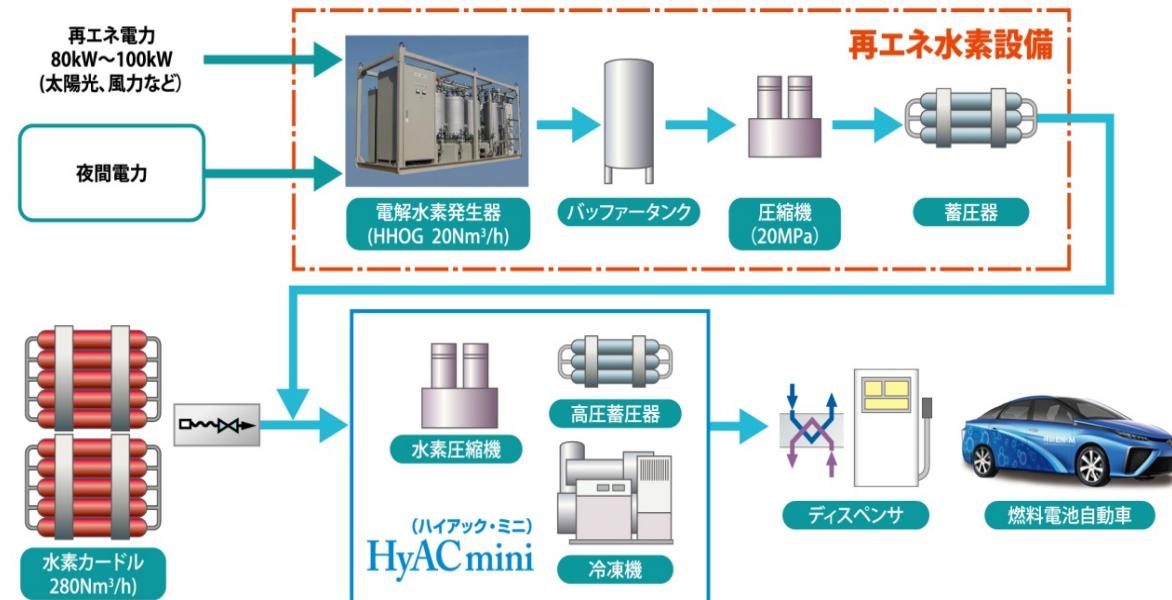 再エネ電力
80kW～100kW
(太陽光、風力など)
夜間電力
再エネ水素設備
電解水素発生器
(HHOG 20Nm³/h)
バッファータンク
圧縮機
(20MPa)
蓄圧器
水素カードル
280Nm³/h)
水素圧縮機
高圧蓄圧器
(ハイアック・ミニ)
HyAC mini
冷凍機
ディスペンサ
燃料電池自動車